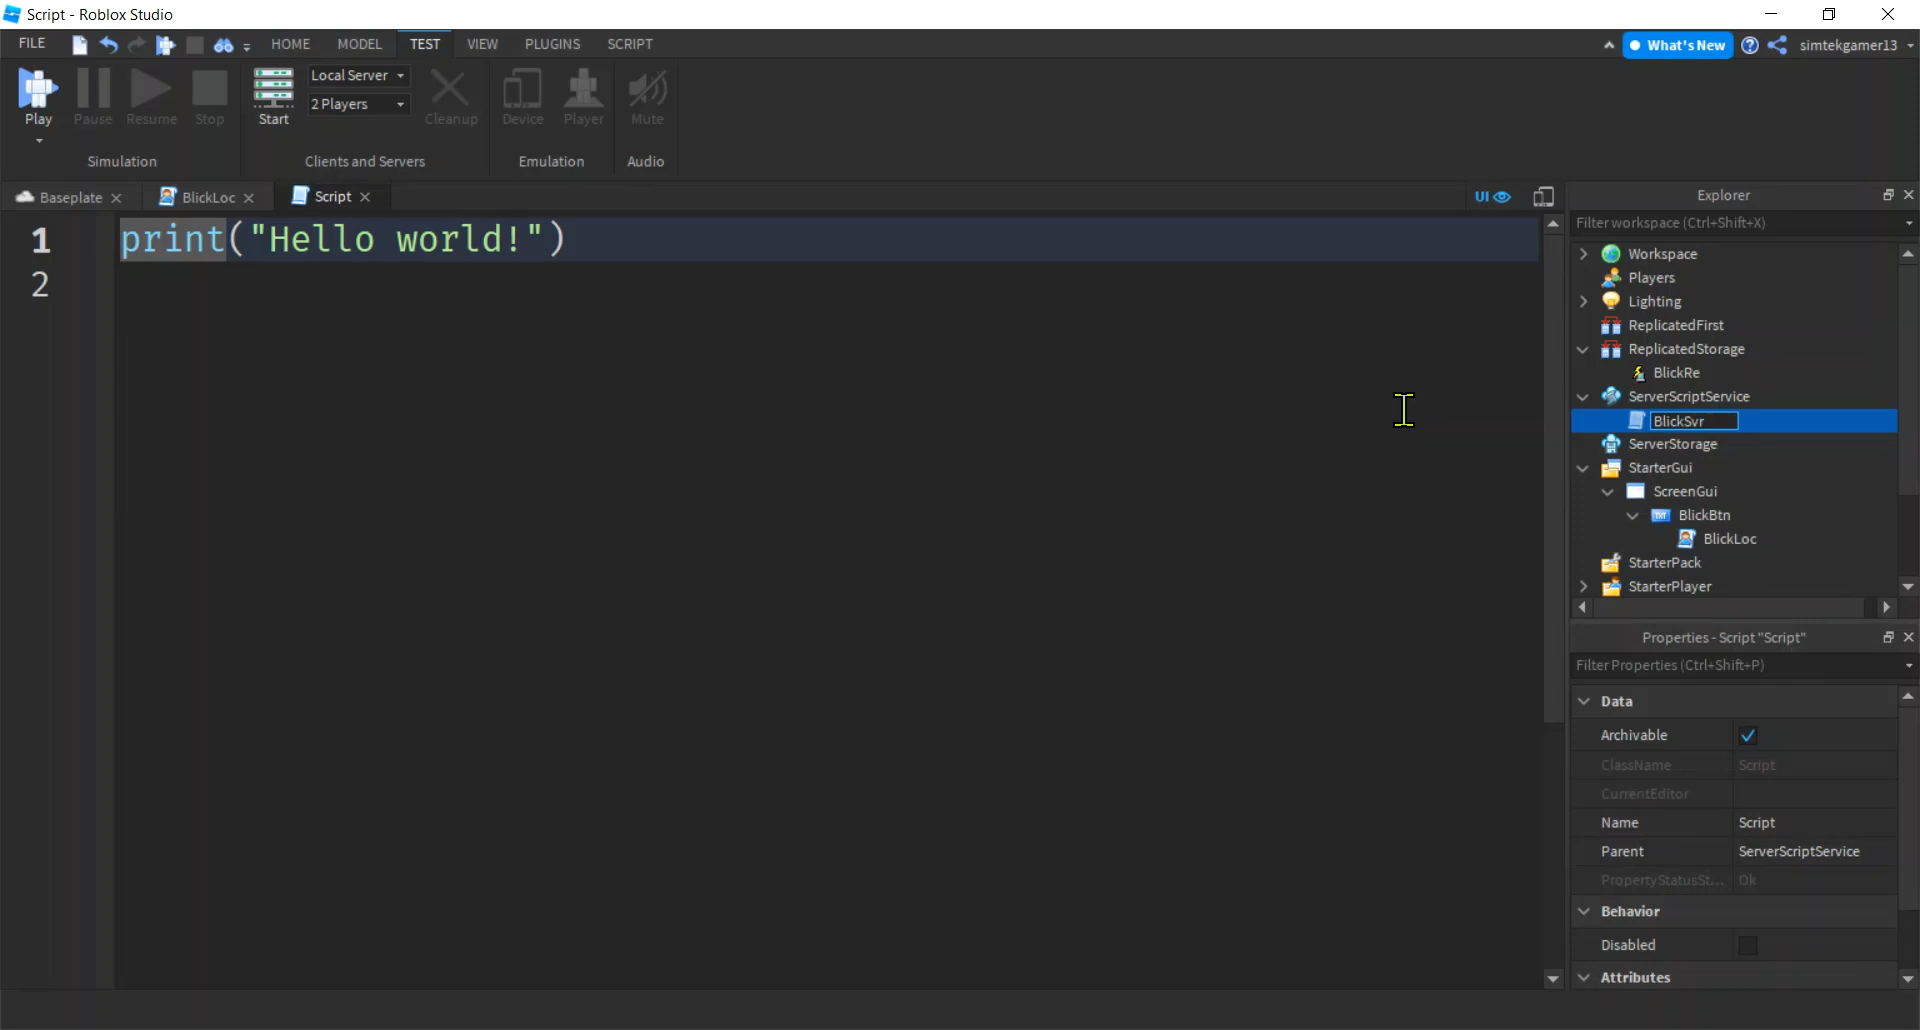 Script - Roblox Studio
FILE HOME MODEL TEST VIEW PLUGINS SCRIPT What's New simtekgamer13
Play Pause Resume Stop Start Local Server 2 Players Cleanup Device Player Mute
Simulation Clients and Servers Emulation Audio
Baseplate BlickLoc Script UI
1 print("Hello world!")
2
Explorer
Filter workspace (Ctrl+Shift+X)
Workspace
Players
Lighting
ReplicatedFirst
ReplicatedStorage
BlickRe
ServerScriptService
BlickSvr
ServerStorage
StarterGui
ScreenGui
TXT BlickBtn
BlickLoc
StarterPack
StarterPlayer
Properties - Script "Script"
Filter Properties (Ctrl+Shift+P)
Data
Archivable
ClassName Script
CurrentEditor
Name Script
Parent ServerScriptService
PropertyStatusSt... Ok
Behavior
Disabled
Attributes